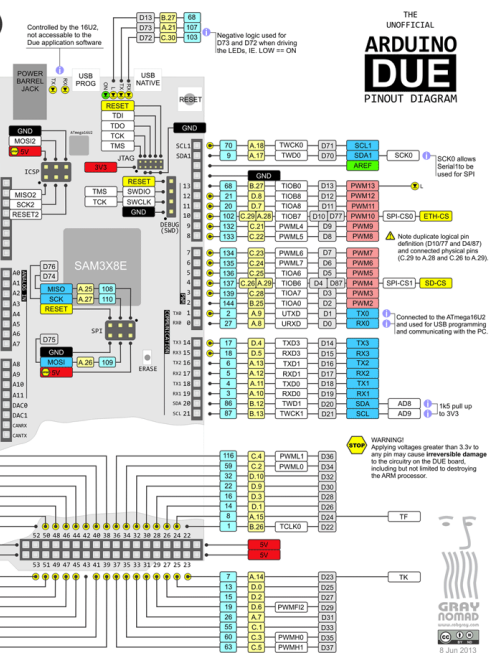 D13 B.27 68
D73 A.21 107
D72 C.30 103
Controlled by the 16U2,
not accessable to the
Due application software
Negative logic used for
D73 and D72 when driving
the LEDs, IE. LOW == ON
THE
UNOFFICIAL
ARDUINO
DUE
PINOUT DIAGRAM
POWER
BARREL
JACK
TX
RX
USB
PROG
ON
L
TX
RX
USB
NATIVE
RESET
TDI
TDO
TCK
TMS
RESET
GND
MOSI2
5V
ATmega16U2
3V3
JTAG
ICSP
MISO2
SCK2
RESET2
TMS SWDIO
TCK SWCLK
RESET
GND
DEBUG
(SWD)
GND
SCL1 70 A.18 TWCK0 D71 SCL1
SDA1 9 A.17 TWD0 D70 SDA1 SCK0
AREF
SCK0 allows
Serial1to be
used for SPI
13 68 B.27 TIOB0 D13 PWM13 L
12 21 D.8 TIOB8 D12 PWM12
11 20 D.7 TIOA8 D11 PWM11
10 102 C.29 A.28 TIOB7 D10 D77 PWM10 SPI-CS0 ETH-CS
9 132 C.21 PWML4 D9 PWM9
8 133 C.22 PWML5 D8 PWM8
Note duplicate logical pin
definition (D10/77 and D4/87)
and connected physical pins
(C.29 to A.28 and C.26 to A.29).
7 134 C.23 PWML6 D7 PWM7
6 135 C.24 PWML7 D6 PWM6
5 136 C.25 TIOA6 D5 PWM5
4 137 C.26 A.29 TIOB6 D4 D87 PWM4 SPI-CS1 SD-CS
3 139 C.28 TIOA7 D3 PWM3
2 144 B.25 TIOA0 D2 PWM2
TX0 1 2 A.9 UTXD D1 TX0
RX0 0 27 A.8 URXD D0 RX0
Connected to the ATmega16U2
and used for USB programming
and communicating with the PC.
SAM3X8E
D76
D74
MISO A.25 108
SCK A.27 110
RESET
SPI
D75
GND
MOSI A.26 109
5V
ERASE
COMMUNICATION
A0
A1
A2
A3
A4
A5
A6
A7
A8
A9
A10
A11
DAC0
DAC1
CANRX
CANTX
TX3 14 17 D.4 TXD3 D14 TX3
RX3 15 18 D.5 RXD3 D15 RX3
TX2 16 6 A.13 TXD1 D16 TX2
RX2 17 5 A.12 RXD1 D17 RX2
TX1 18 4 A.11 TXD0 D18 TX1
RX1 19 3 A.10 RXD0 D19 RX1
SDA 20 86 B.12 TWD1 D20 SDA AD8
SCL 21 87 B.13 TWCK1 D21 SCL AD9
1k5 pull up
to 3V3
STOP
WARNING!
Applying voltages greater than 3.3v to
any pin may cause irreversible damage
to the circuitry on the DUE board,
including but not limited to destroying
the ARM processor.
116 C.4 PWML1 D36
59 C.2 PWML0 D34
32 D.10 D32
22 D.9 D30
16 D.3 D28
14 D.1 D26
8 A.15 D24 TF
1 B.26 TCLK0 D22
52 50 48 46 44 42 40 38 36 34 32 30 28 26 24 22
5V
5V
53 51 49 47 45 43 41 39 37 35 33 31 29 27 25 23
7 A.14 D23 TK
13 D.0 D25
15 D.2 D27
19 D.6 PWMFI2 D29
26 A.7 D31
55 C.1 D33
60 C.3 PWMH0 D35
63 C.5 PWMH1 D37
GRAY
NOMAD
cc
BY ND
8 Jun 2013